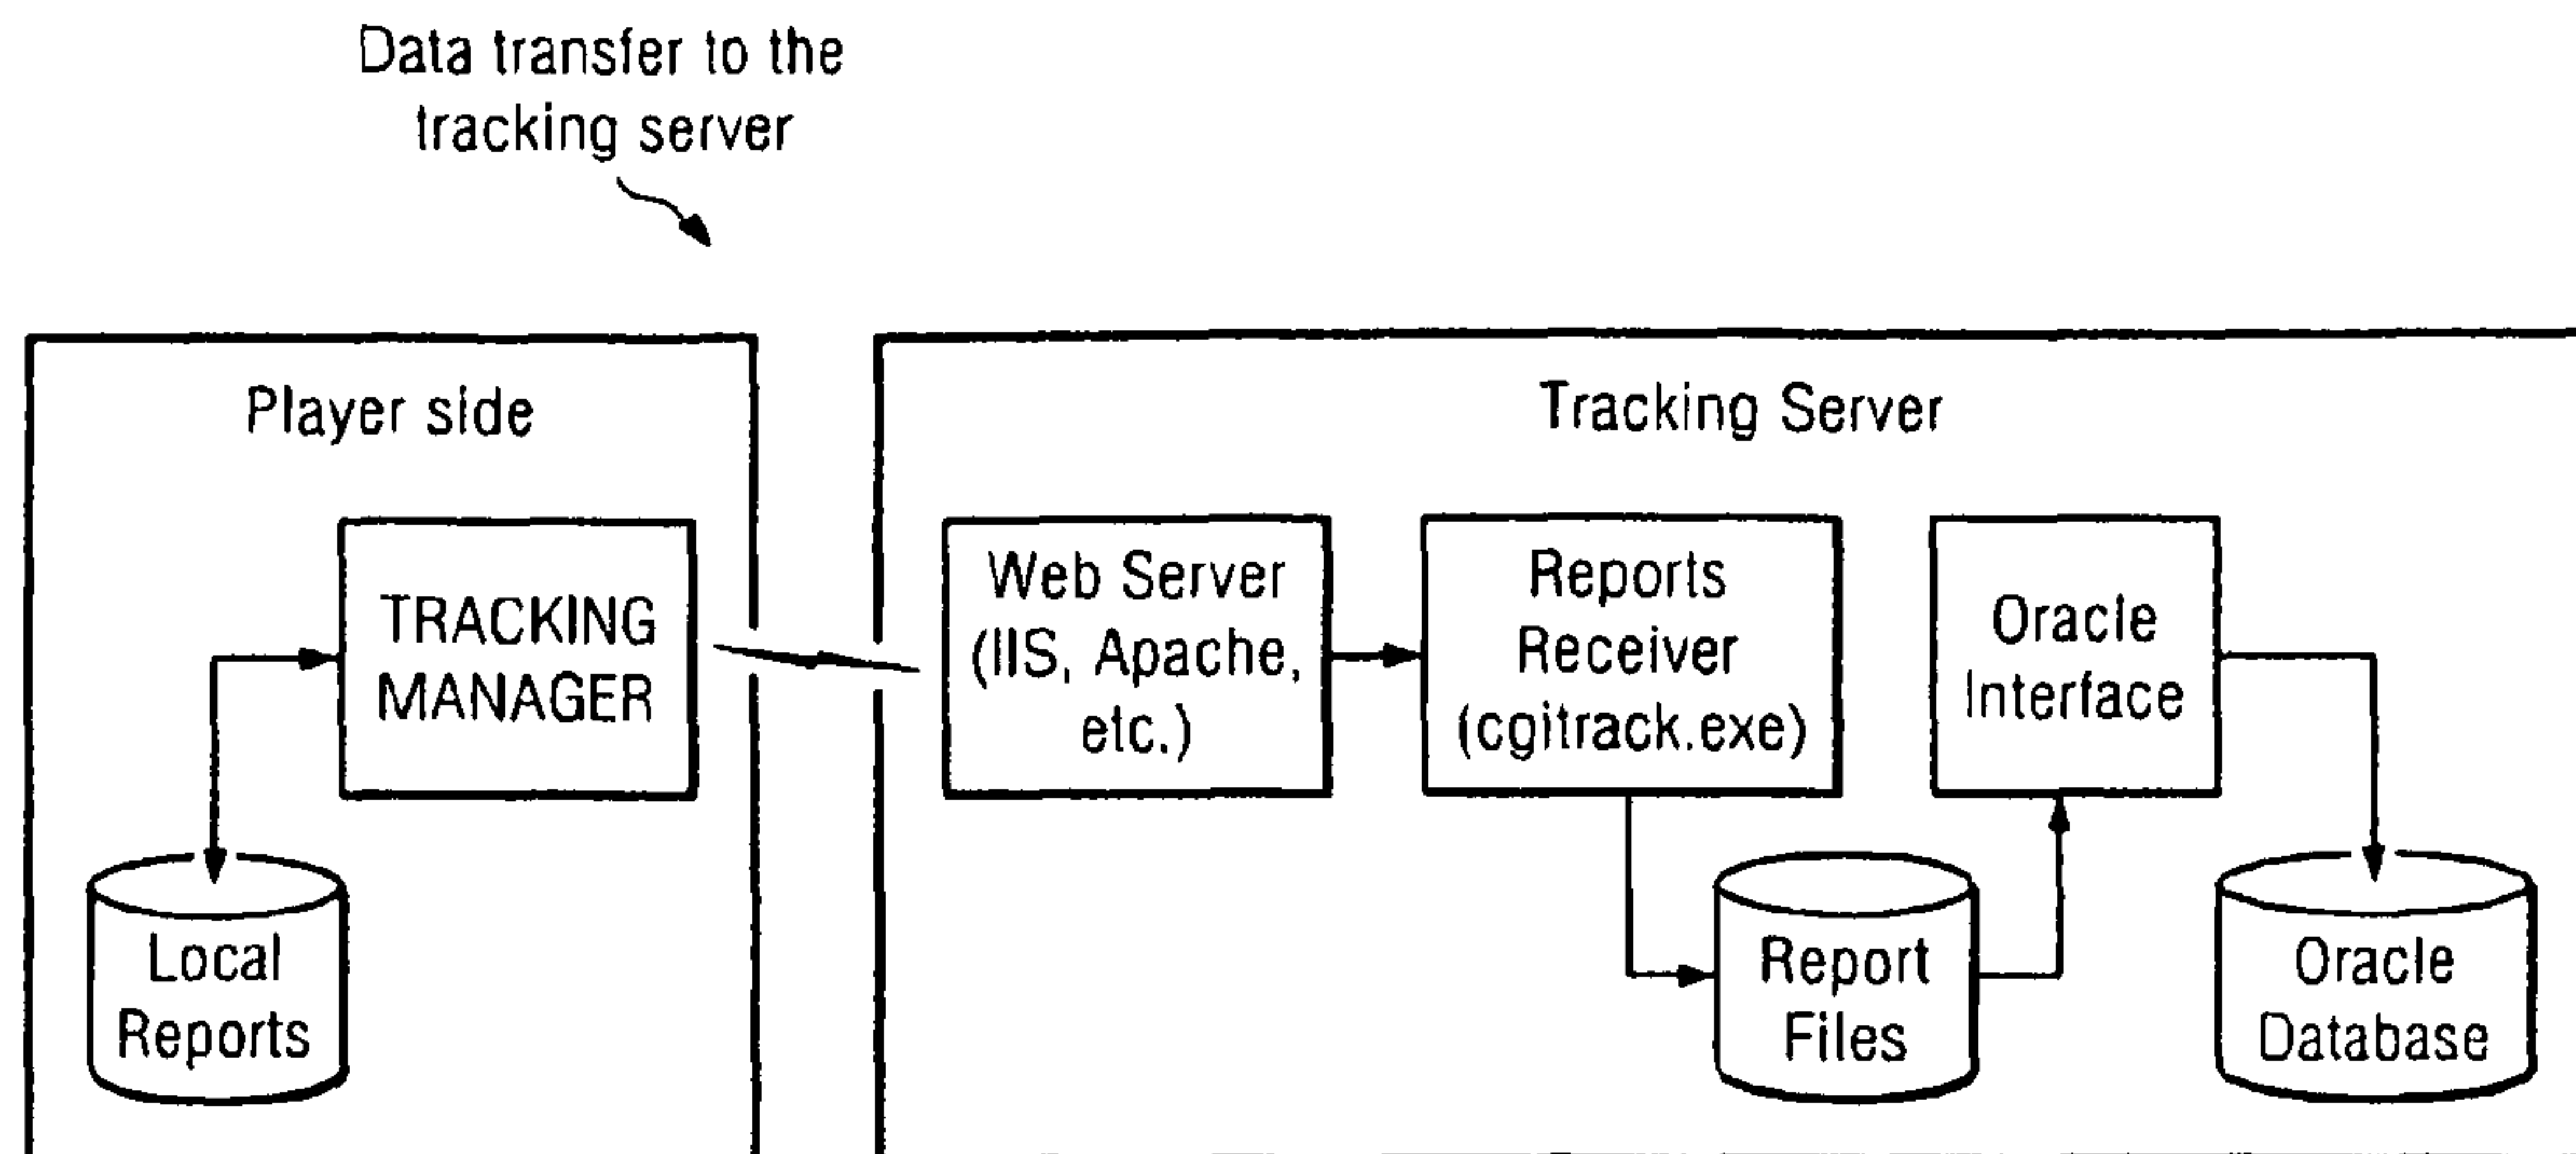 Data transfer to the
tracking server
Player side
TRACKING
MANAGER
Local
Reports
Tracking Server
Web Server
(IIS, Apache,
etc.)
Reports
Receiver
(cgitrack.exe)
Oracle
Interface
Report
Files
Oracle
Database